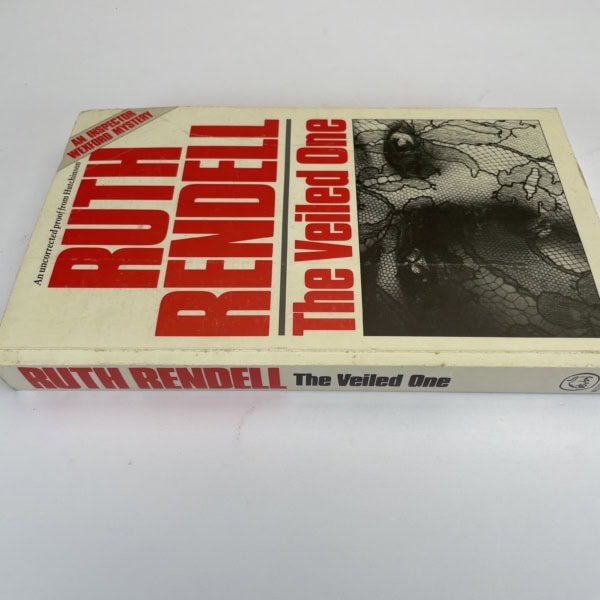 AN INSPECTOR
WEXFORD MYSTERY
An uncorrected proof from Hutchinson
RUTH
RENDELL
The Veiled One
RUTH RENDELL The Veiled One